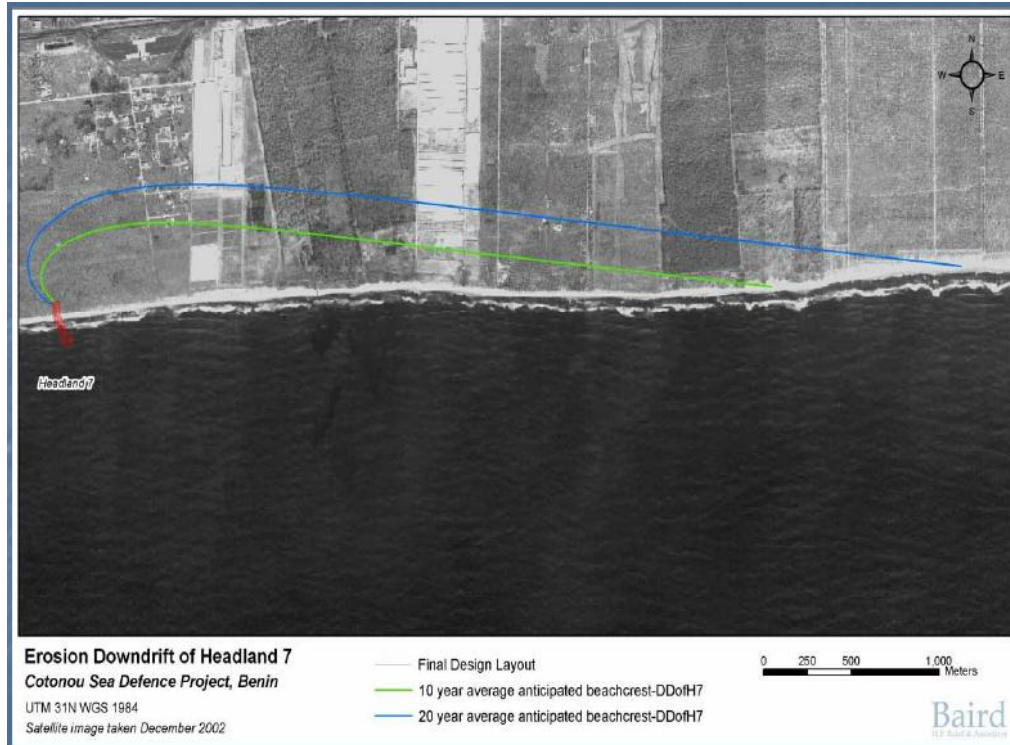 N
W E
S
Headland 7
Erosion Downdrift of Headland 7
Cotonou Sea Defence Project, Benin
UTM 31N WGS 1984
Satellite image taken December 2002
Final Design Layout
10 year average anticipated beachcrest-DDofH7
20 year average anticipated beachcrest-DDofH7
0 250 500 1,000
Meters
Baird